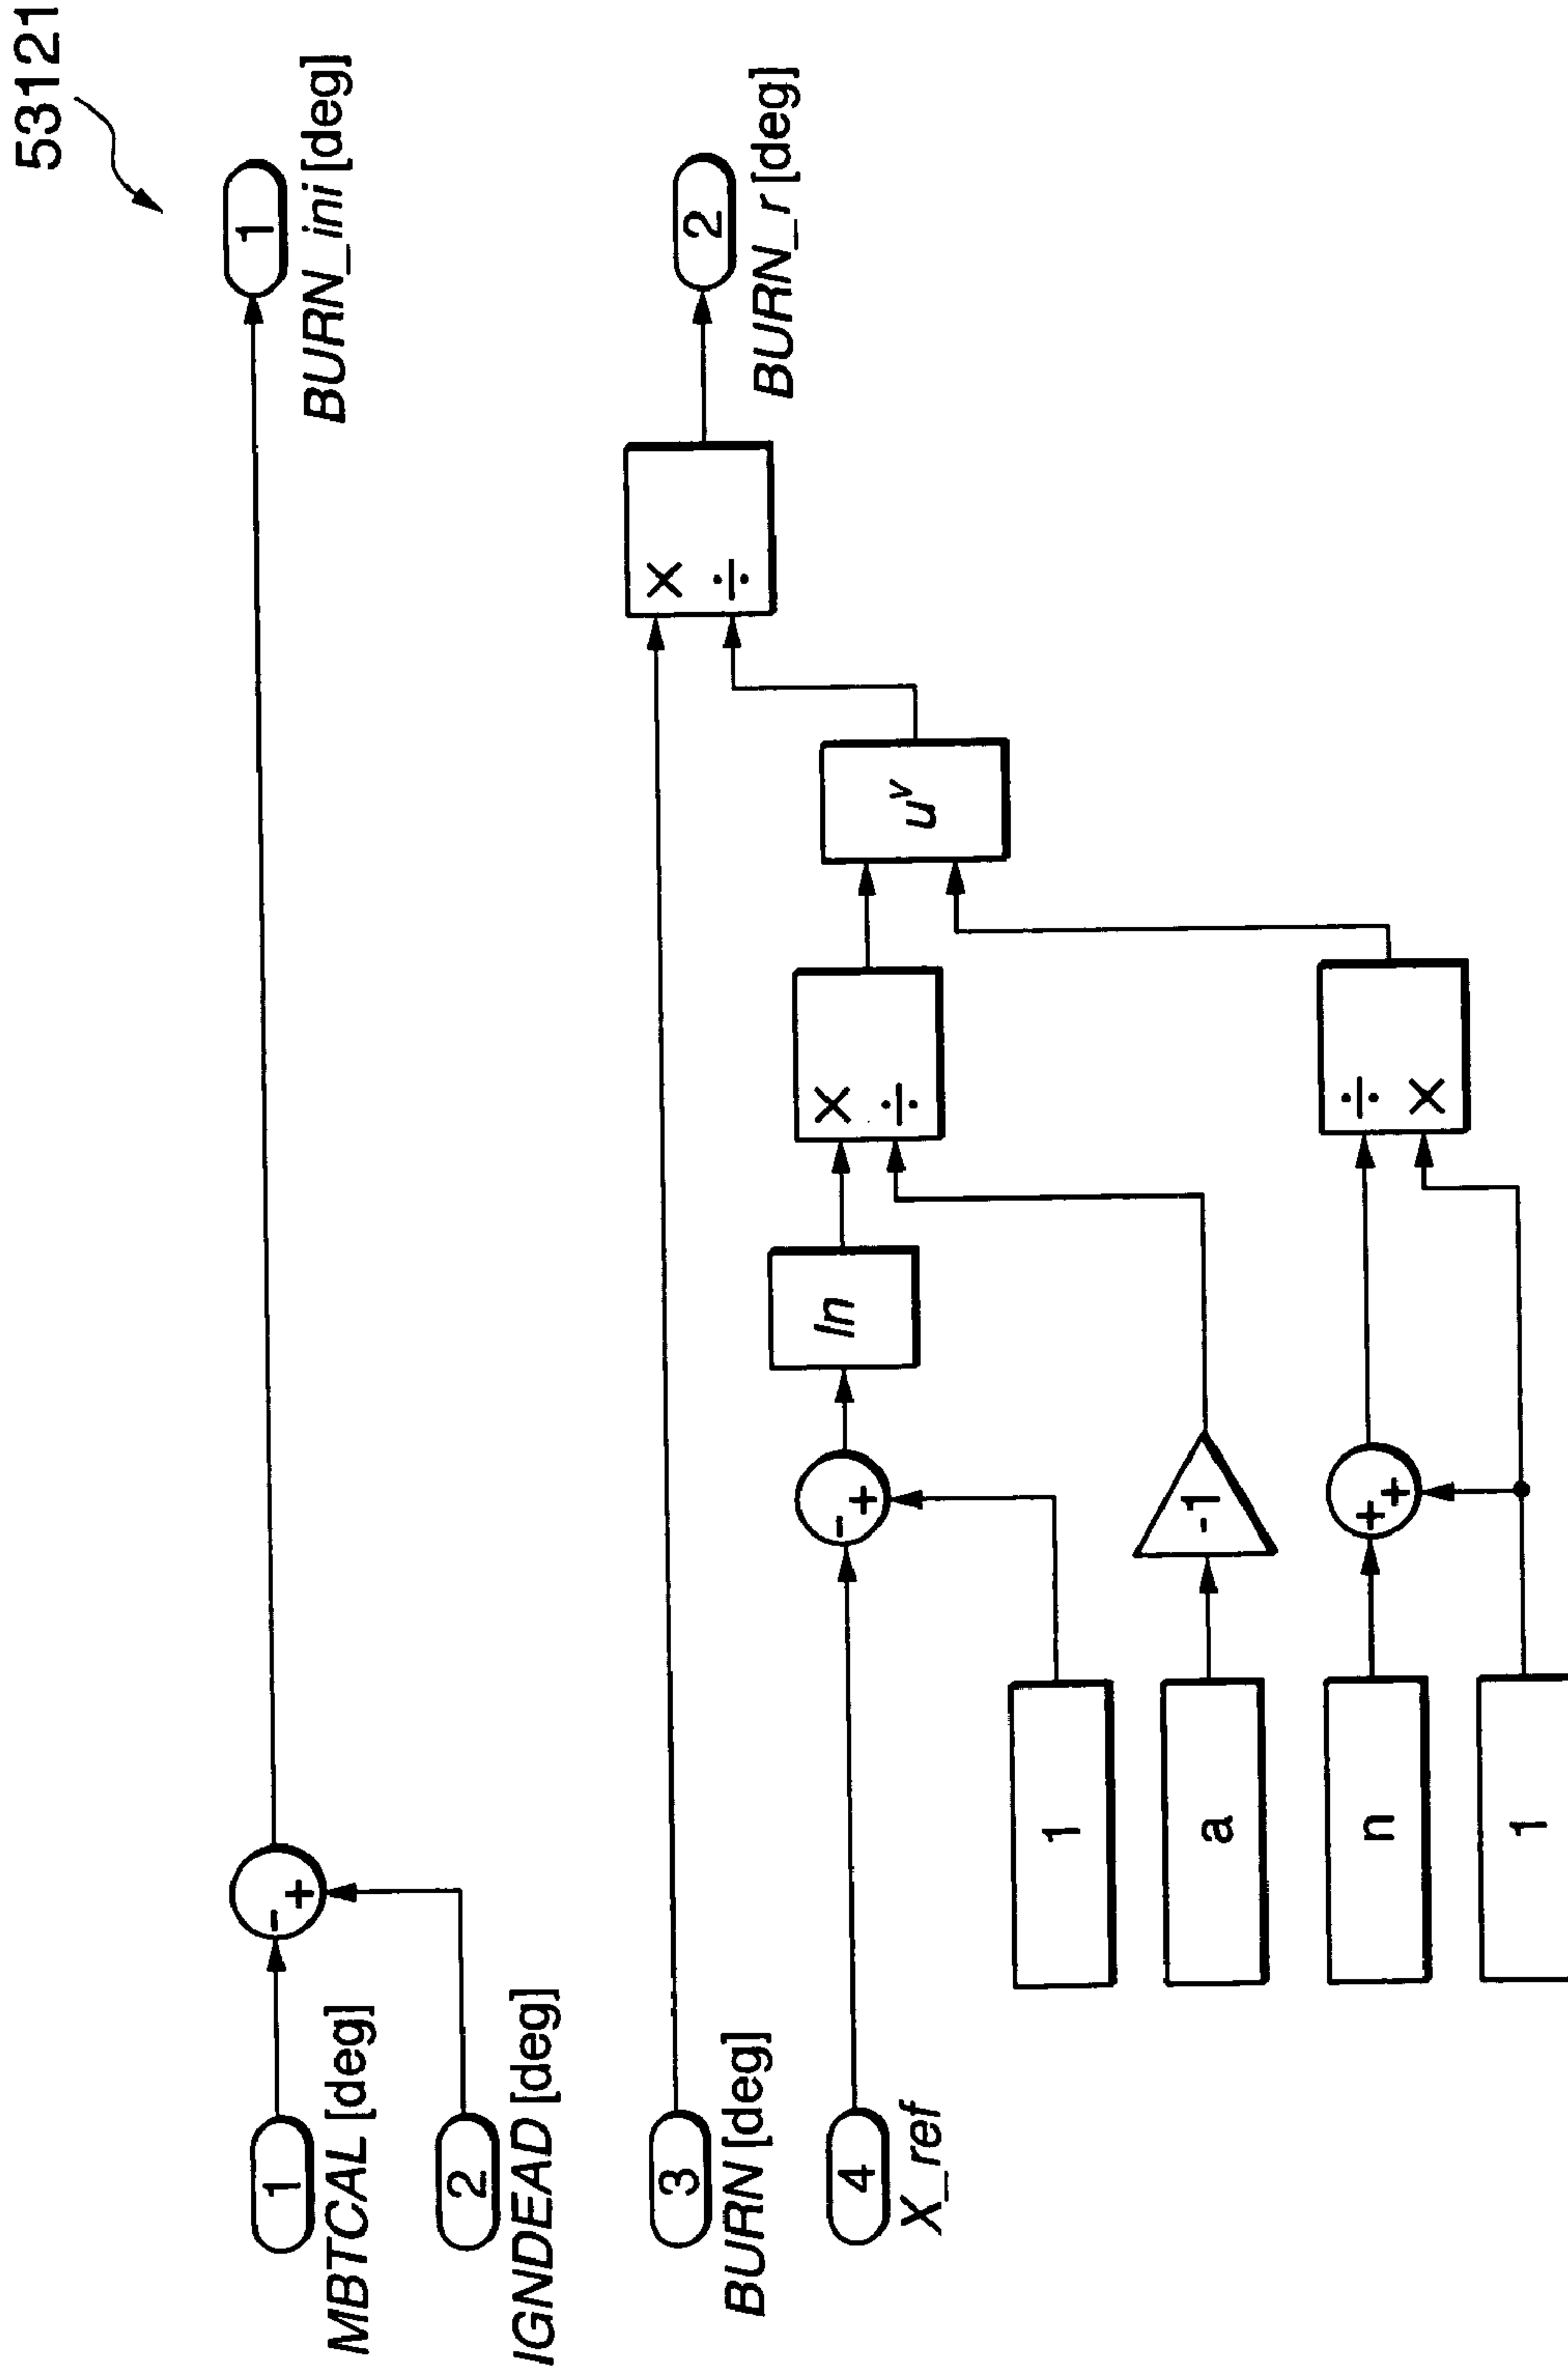 53121
1
MBTCAL [deg]
-
+
1
BURN_ini [deg]
2
IGNDEAD [deg]
3
BURN [deg]
×
÷
2
BURN_r [deg]
4
X_ref
-
+
ln
×
÷
u^v
1
a
-1
n
+
+
÷
×
1